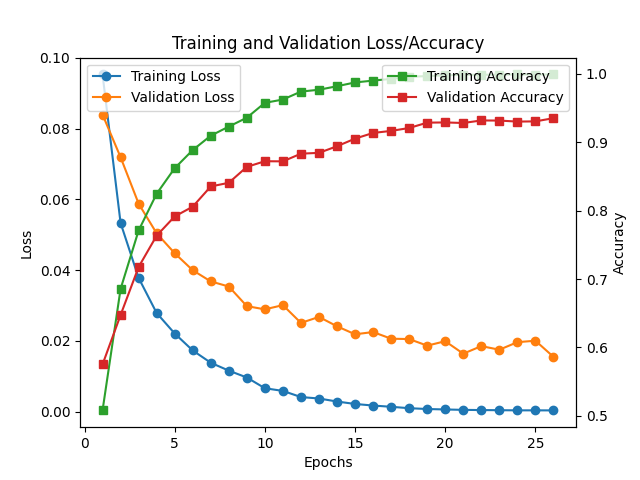 Training and Validation Loss/Accuracy
Training Loss
Validation Loss
Training Accuracy
Validation Accuracy
0.10
0.08
0.06
0.04
0.02
0.00
Loss
1.0
0.9
0.8
0.7
0.6
0.5
Accuracy
0 5 10 15 20 25
Epochs